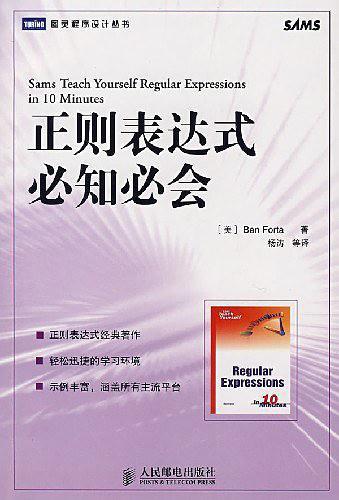 TURING 图灵程序设计丛书
SAMS
Sams Teach Yourself Regular Expressions
in 10 Minutes
正则表达式
必知必会
[美] Ben Forta 著
杨涛 等译
正则表达式经典著作
轻松迅捷的学习环境
示例丰富，涵盖所有主流平台
Teach Yourself
Regular
Expressions
in 10
Minutes
人民邮电出版社
POSTS & TELECOM PRESS